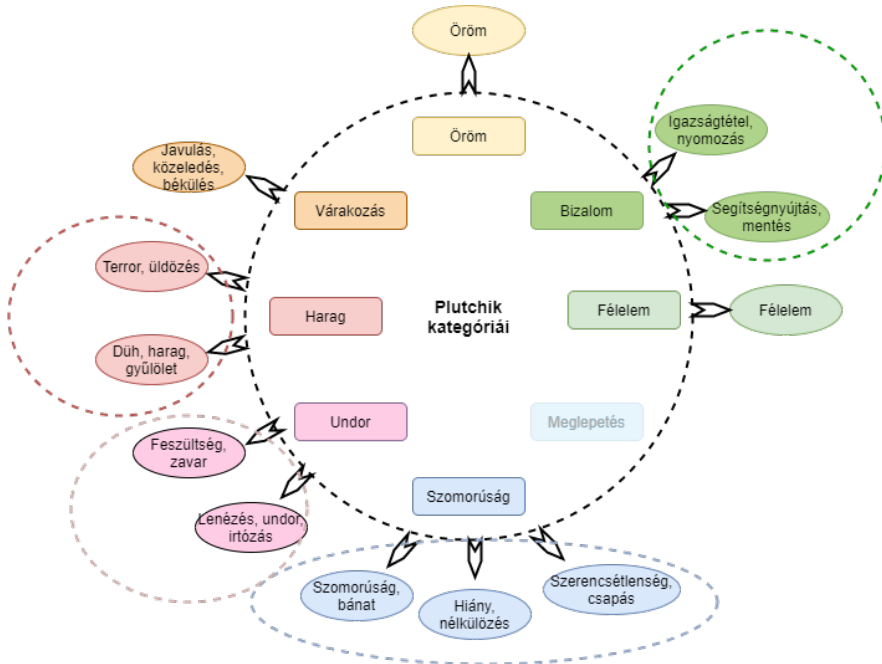 Öröm
Öröm
Igazságtétel,
nyomozás
Javulás,
közeledés,
békülés
Várakozás
Bizalom
Segítségnyújtás,
mentés
Terror, üldözés
Harag
Plutchik
kategóriái
Félelem
Félelem
Düh, harag,
gyűlölet
Undor
Meglepetés
Feszültség,
zavar
Szomorúság
Lenézés, undor,
irtózás
Szomorúság,
bánat
Hiány,
nélkülözés
Szerencsétlenség,
csapás